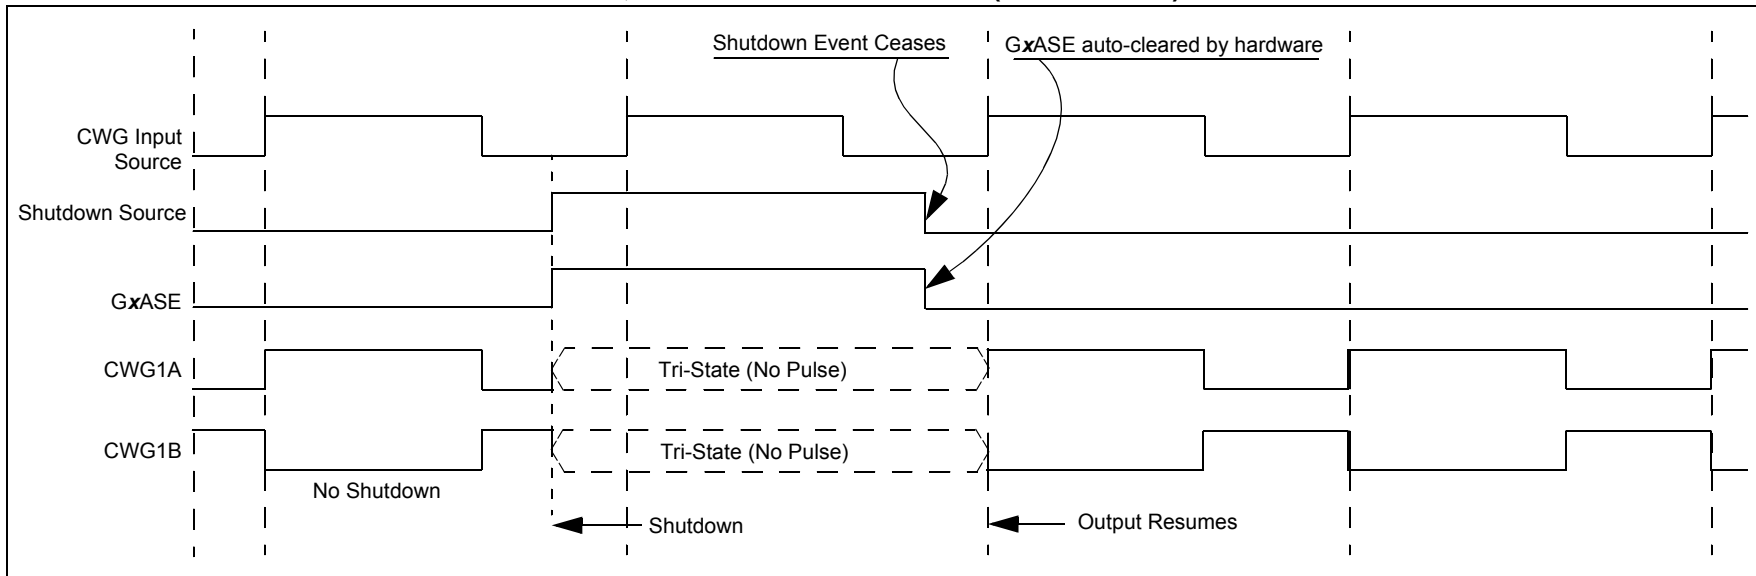 Shutdown Event Ceases
GxASE auto-cleared by hardware
CWG Input
Source
Shutdown Source
GxASE
CWG1A
Tri-State (No Pulse)
CWG1B
Tri-State (No Pulse)
No Shutdown
Shutdown
Output Resumes